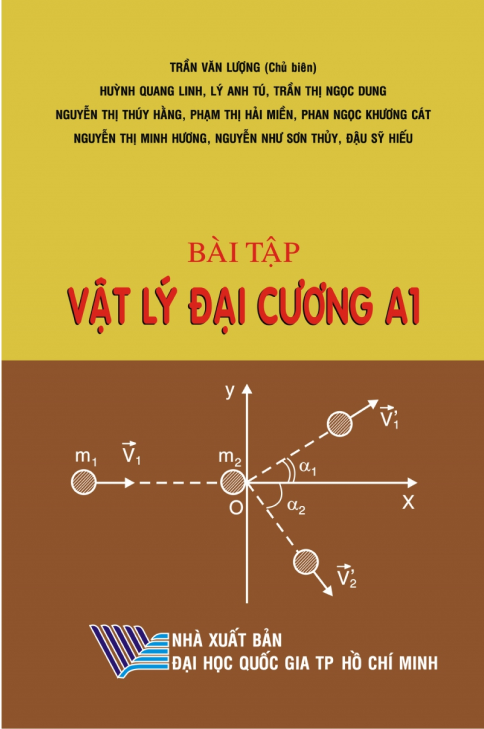 TRẦN VĂN LƯỢNG (Chủ biên)
HUỲNH QUANG LINH, LÝ ANH TÚ, TRẦN THỊ NGỌC DUNG
NGUYỄN THỊ THÚY HẰNG, PHẠM THỊ HẢI MIỀN, PHAN NGỌC KHƯƠNG CÁT
NGUYỄN THỊ MINH HƯƠNG, NGUYỄN NHƯ SƠN THỦY, ĐẬU SỸ HIẾU
BÀI TẬP
VẬT LÝ ĐẠI CƯƠNG A1
y
V⃗'₁
m₁
V⃗₁
m₂
α₁
O
α₂
X
V⃗'₂
NHÀ XUẤT BẢN
ĐẠI HỌC QUỐC GIA TP HỒ CHÍ MINH